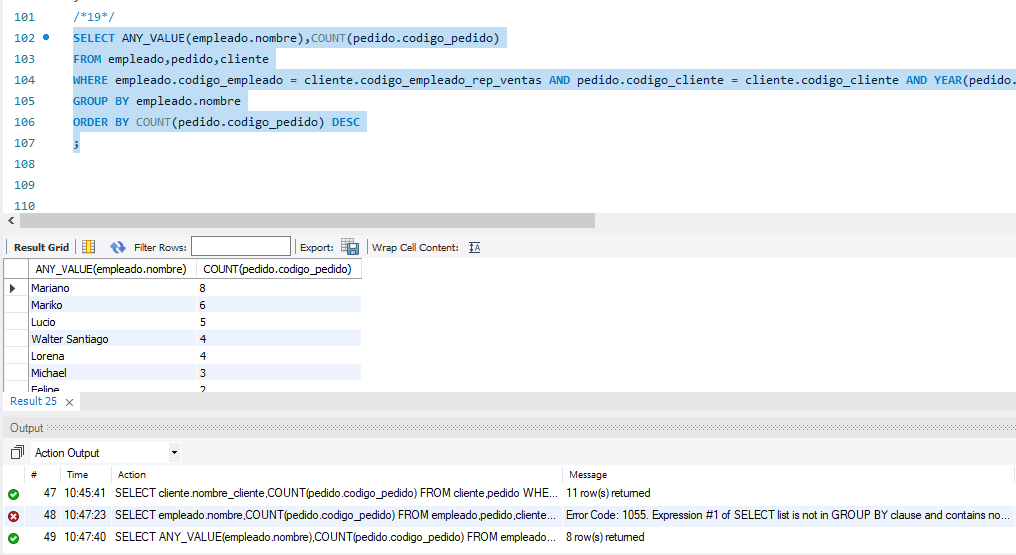 101 /*19*/
102 SELECT ANY_VALUE(empleado.nombre),COUNT(pedido.codigo_pedido)
103 FROM empleado,pedido,cliente
104 WHERE empleado.codigo_empleado = cliente.codigo_empleado_rep_ventas AND pedido.codigo_cliente = cliente.codigo_cliente AND YEAR(pedido.
105 GROUP BY empleado.nombre
106 ORDER BY COUNT(pedido.codigo_pedido) DESC
107 ;
108
109
110
Result Grid Filter Rows: Export: Wrap Cell Content: IA
ANY_VALUE(empleado.nombre) COUNT(pedido.codigo_pedido)
Mariano 8
Mariko 6
Lucio 5
Walter Santiago 4
Lorena 4
Michael 3
Felipe 2
Result 25
Output
Action Output
# Time Action Message
47 10:45:41 SELECT cliente.nombre_cliente,COUNT(pedido.codigo_pedido) FROM cliente,pedido WHE... 11 row(s) returned
48 10:47:23 SELECT empleado.nombre,COUNT(pedido.codigo_pedido) FROM empleado,pedido,cliente... Error Code: 1055. Expression #1 of SELECT list is not in GROUP BY clause and contains no...
49 10:47:40 SELECT ANY_VALUE(empleado.nombre),COUNT(pedido.codigo_pedido) FROM empleado... 8 row(s) returned